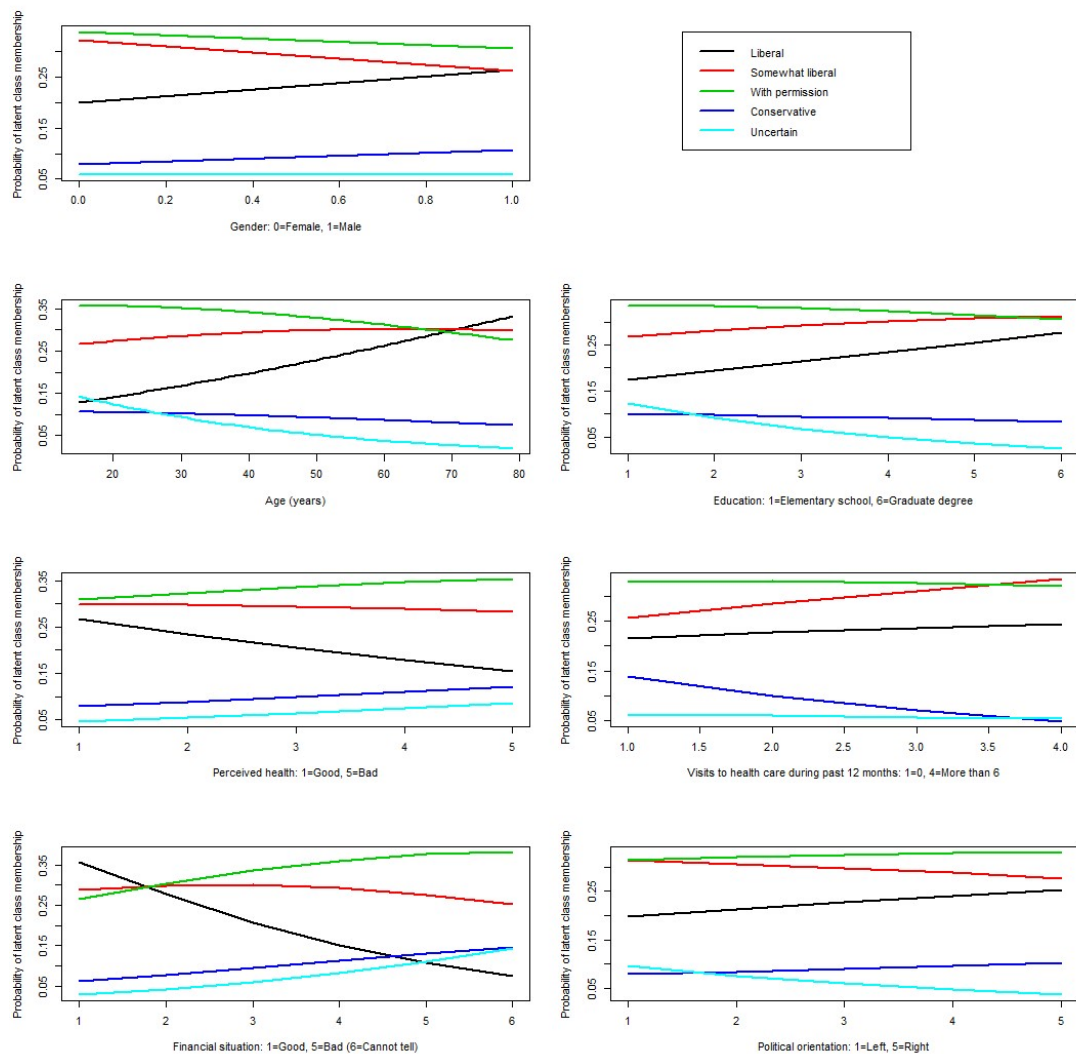 Probability of latent class membership
0.25
0.15
0.05
0.0 0.2 0.4 0.6 0.8 1.0
Gender: 0=Female, 1=Male
Liberal
Somewhat liberal
With permission
Conservative
Uncertain
Probability of latent class membership
0.35
0.25
0.15
0.05
20 30 40 50 60 70 80
Age (years)
Probability of latent class membership
0.25
0.15
0.05
1 2 3 4 5 6
Education: 1=Elementary school, 6=Graduate degree
Probability of latent class membership
0.35
0.25
0.15
0.05
1 2 3 4 5
Perceived health: 1=Good, 5=Bad
Probability of latent class membership
0.25
0.15
0.05
1.0 1.5 2.0 2.5 3.0 3.5 4.0
Visits to health care during past 12 months: 1=0, 4=More than 6
Probability of latent class membership
0.35
0.25
0.15
0.05
1 2 3 4 5 6
Financial situation: 1=Good, 5=Bad (6=Cannot tell)
Probability of latent class membership
0.25
0.15
0.05
1 2 3 4 5
Political orientation: 1=Left, 5=Right